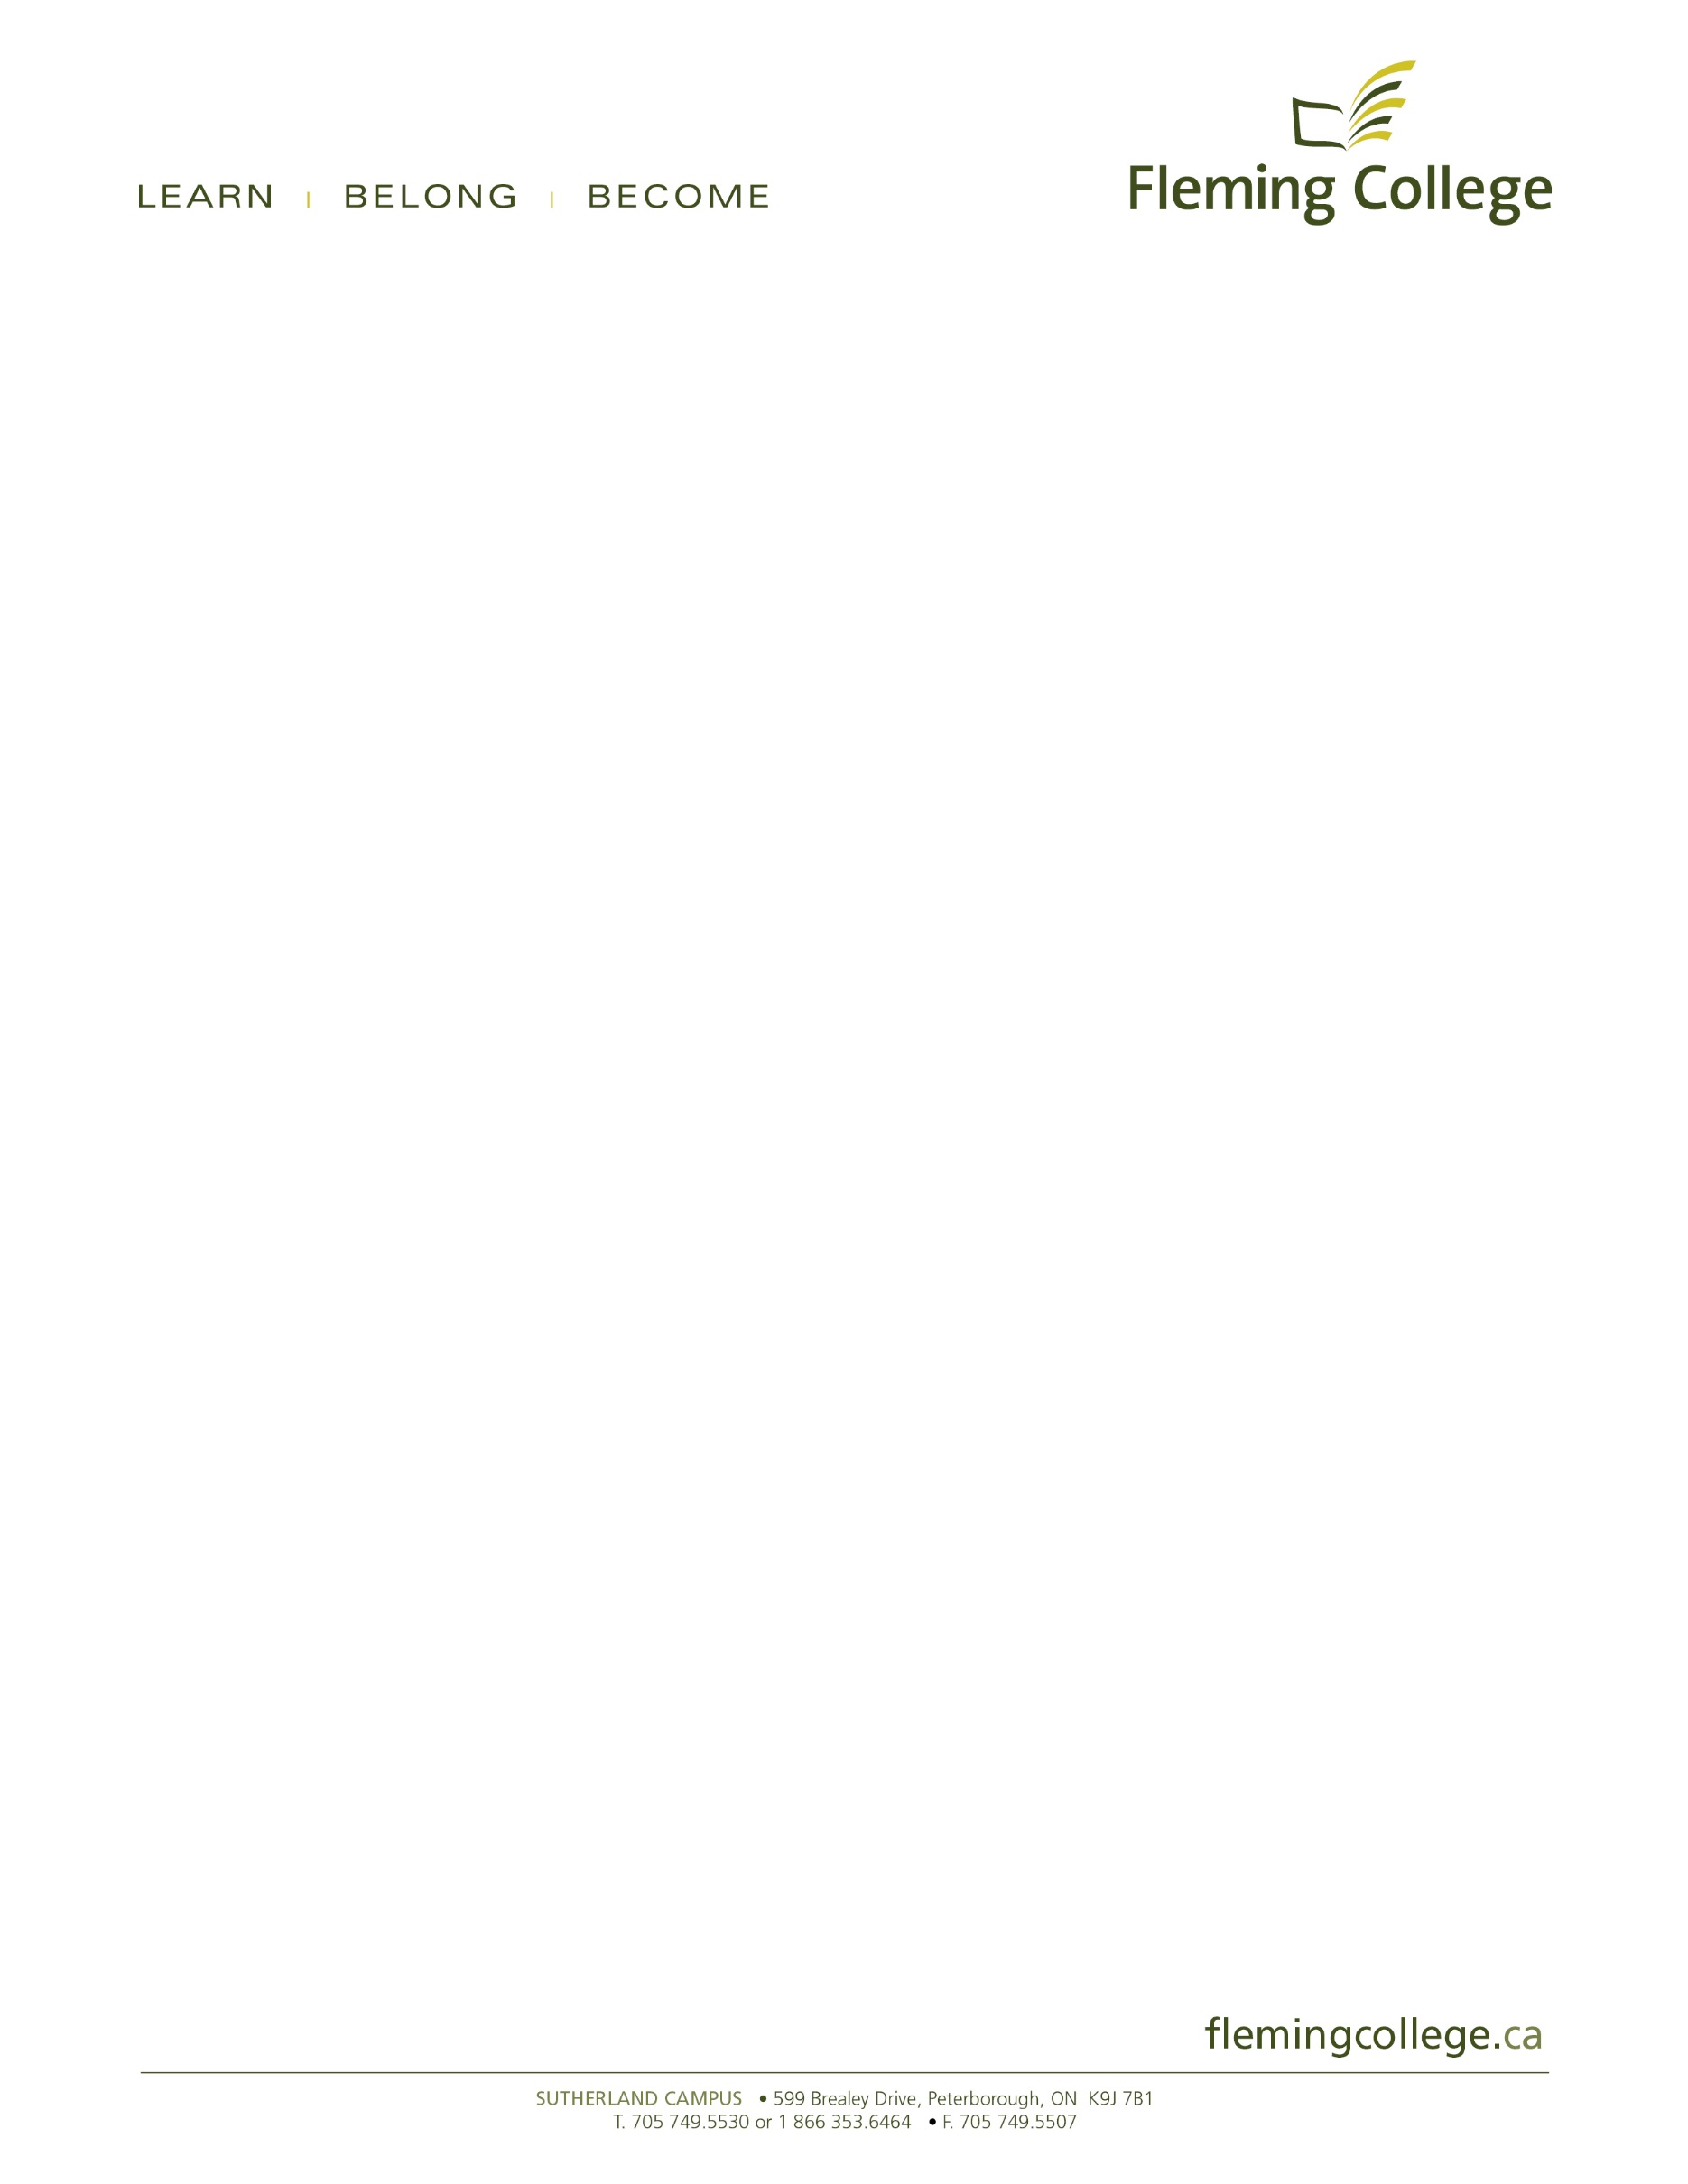 LEARN | BELONG | BECOME
Fleming College
flemingcollege.ca
SUTHERLAND CAMPUS • 599 Brealey Drive, Peterborough, ON K9J 7B1
T. 705 749.5530 or 1 866 353.6464 • F. 705 749.5507